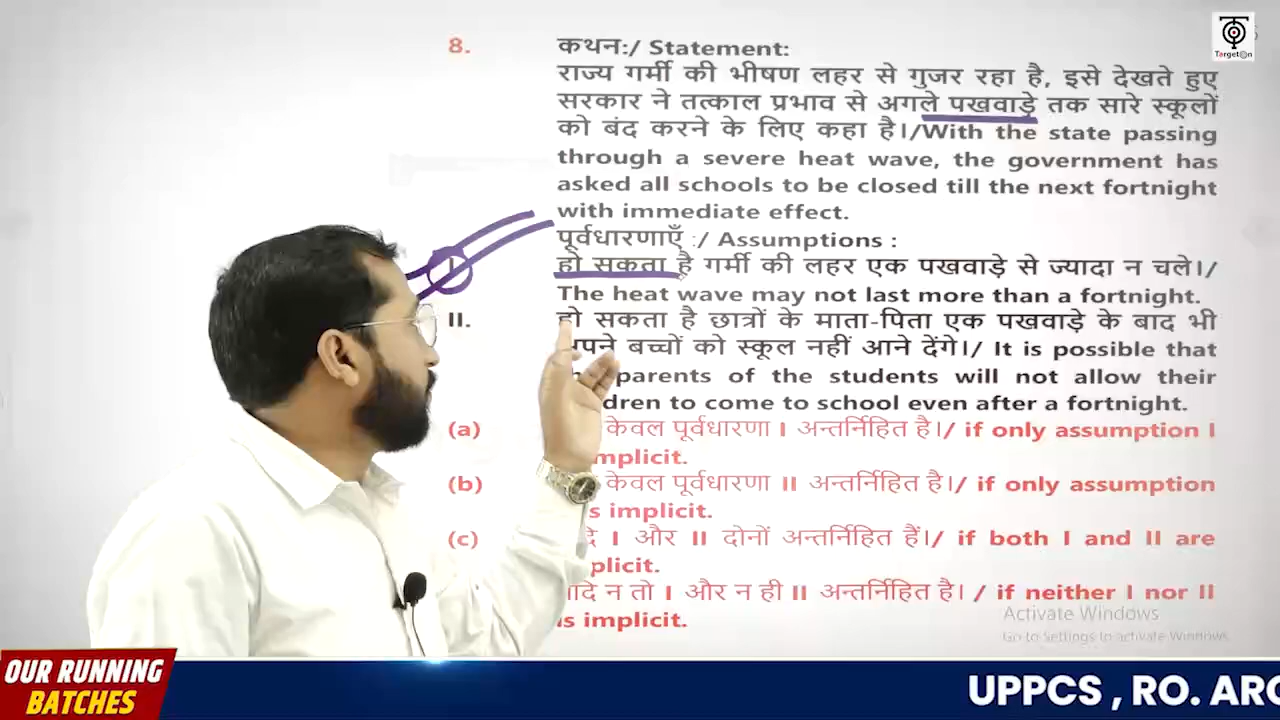 TargetOn
8. कथन:/ Statement:
राज्य गर्मी की भीषण लहर से गुजर रहा है, इसे देखते हुए
सरकार ने तत्काल प्रभाव से अगले पखवाड़े तक सारे स्कूलों
को बंद करने के लिए कहा है।/With the state passing
through a severe heat wave, the government has
asked all schools to be closed till the next fortnight
with immediate effect.
पूर्वधारणाएँ :/ Assumptions :
I हो सकता है गर्मी की लहर एक पखवाड़े से ज्यादा न चले।/
The heat wave may not last more than a fortnight.
II. हो सकता है छात्रों के माता-पिता एक पखवाड़े के बाद भी
बच्चों को स्कूल नहीं आने देंगे।/ It is possible that
parents of the students will not allow their
to come to school even after a fortnight.
(a) केवल पूर्वधारणा I अन्तर्निहित है।/ if only assumption I
(b) केवल पूर्वधारणा II अन्तर्निहित है।/ if only assumption
is implicit.
(c) I और II दोनों अन्तर्निहित हैं।/ if both I and II are
न तो I और न ही II अन्तर्निहित है। / if neither I nor II
is implicit.
Activate Windows
Go to Settings to activate Windows.
OUR RUNNING
BATCHES
UPPCS , RO. ARO